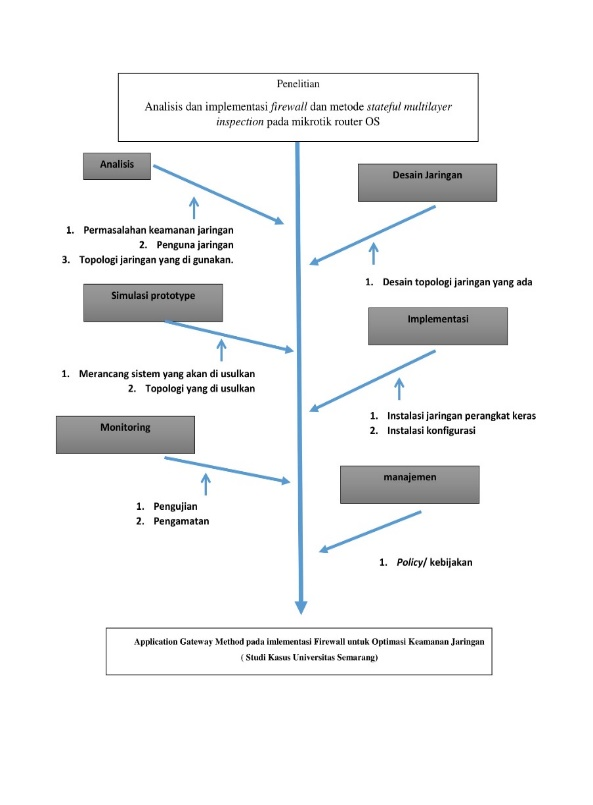 Penelitian
Analisis dan implementasi firewall dan metode stateful multilayer
inspection pada mikrotik router OS
Analisis
Desain Jaringan
1. Permasalahan keamanan jaringan
2. Penguna jaringan
3. Topologi jaringan yang di gunakan.
1. Desain topologi jaringan yang ada
Simulasi prototype
Implementasi
1. Merancang sistem yang akan di usulkan
2. Topologi yang di usulkan
1. Instalasi jaringan perangkat keras
2. Instalasi konfigurasi
Monitoring
manajemen
1. Pengujian
2. Pengamatan
1. Policy/ kebijakan
Application Gateway Method pada imlementasi Firewall untuk Optimasi Keamanan Jaringan
( Studi Kasus Universitas Semarang)